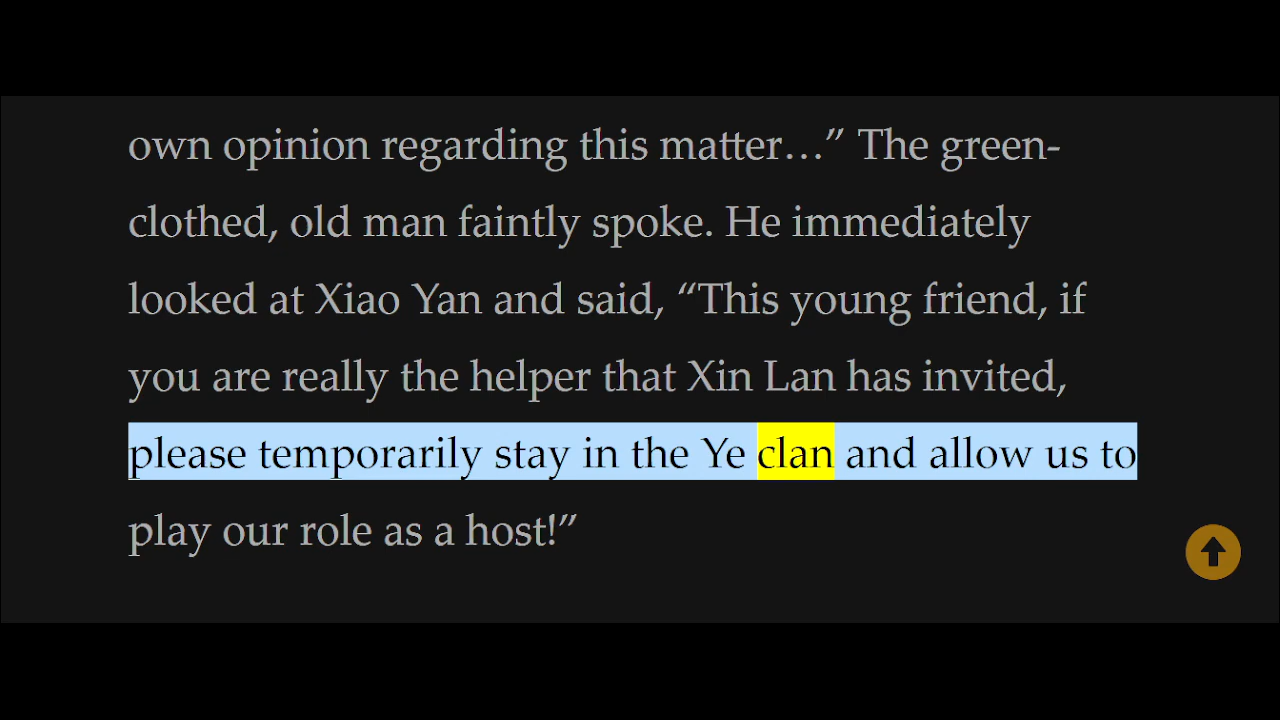 own opinion regarding this matter…” The green-
clothed, old man faintly spoke. He immediately
looked at Xiao Yan and said, “This young friend, if
you are really the helper that Xin Lan has invited,
please temporarily stay in the Ye clan and allow us to
play our role as a host!”